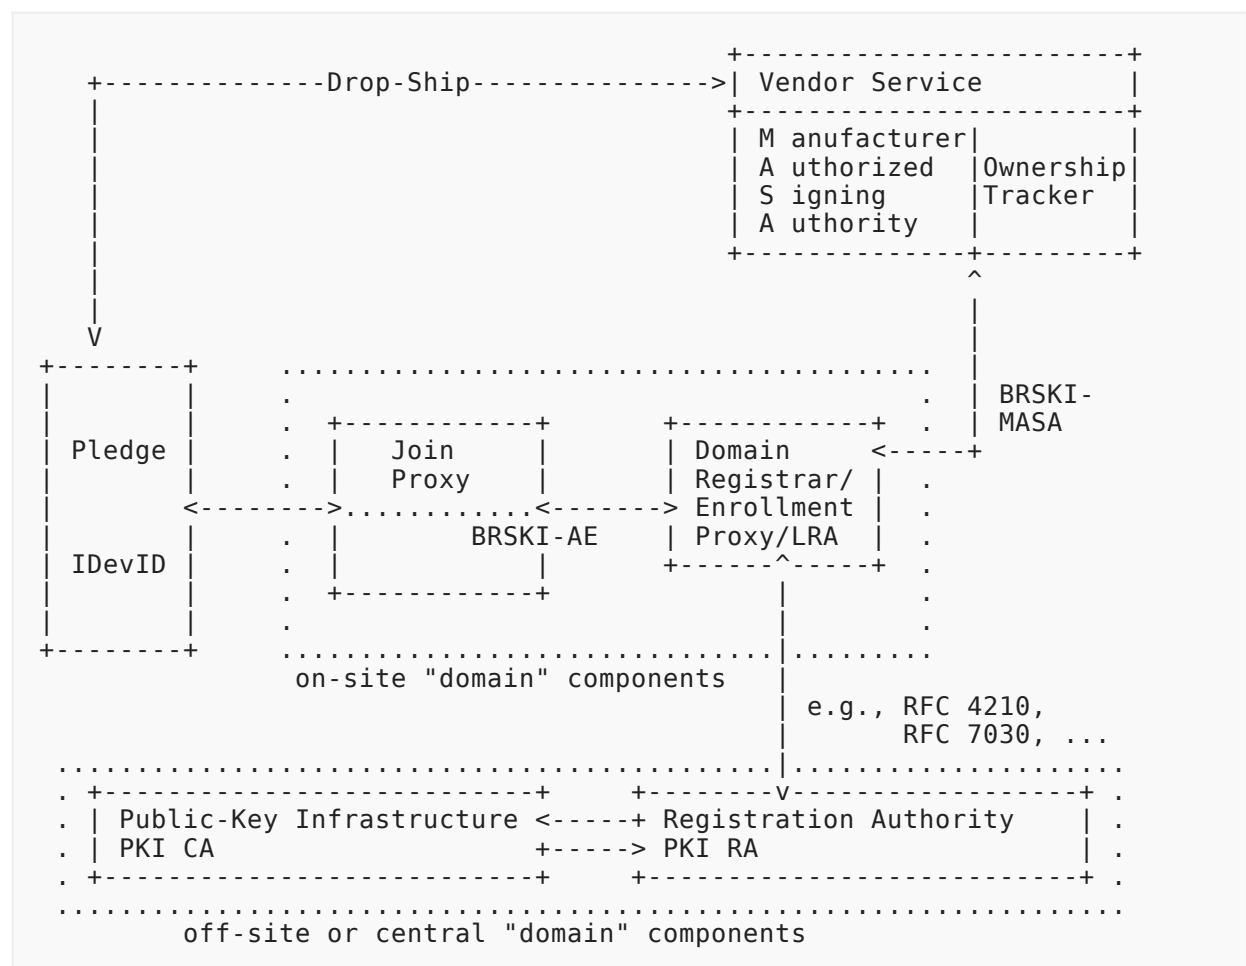 Drop-Ship
Vendor Service
M anufacturer
A uthorized
Ownership
S igning
Tracker
A uthority
V
BRSKI-
MASA
Join
Domain
Pledge
Proxy
Registrar/
Enrollment
BRSKI-AE
Proxy/LRA
IDevID
on-site "domain" components
e.g., RFC 4210,
RFC 7030, ...
v
Public-Key Infrastructure
Registration Authority
PKI CA
PKI RA
off-site or central "domain" components